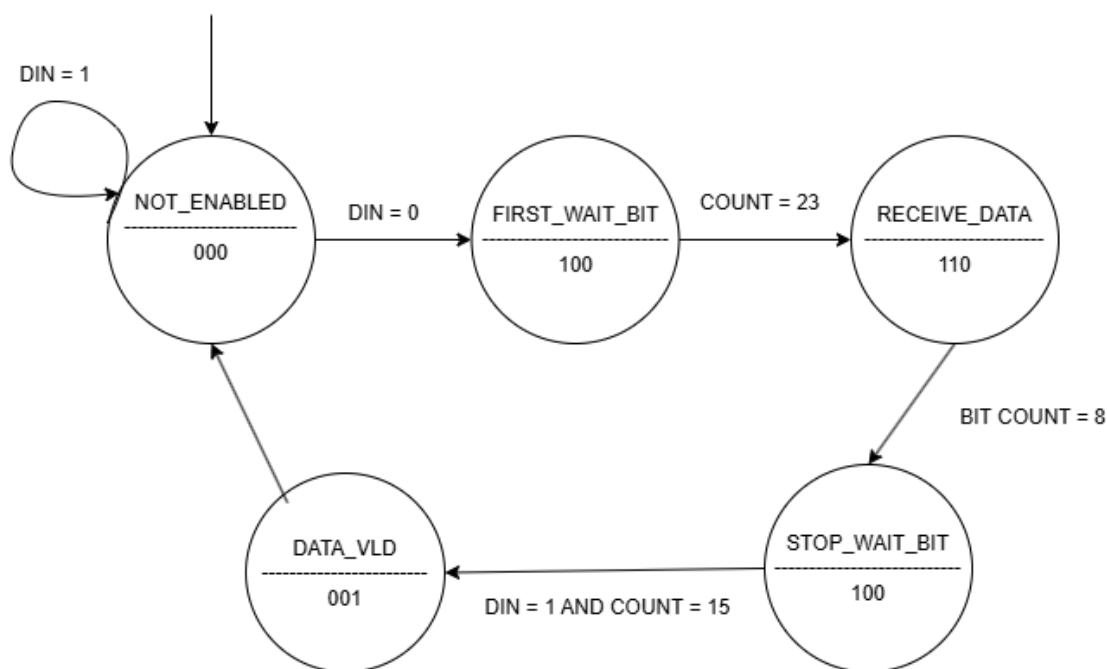 DIN = 1
NOT_ENABLED
--------------------------
000
DIN = 0
FIRST_WAIT_BIT
--------------------------
100
COUNT = 23
RECEIVE_DATA
--------------------------
110
BIT COUNT = 8
STOP_WAIT_BIT
--------------------------
100
DIN = 1 AND COUNT = 15
DATA_VLD
--------------------------
001